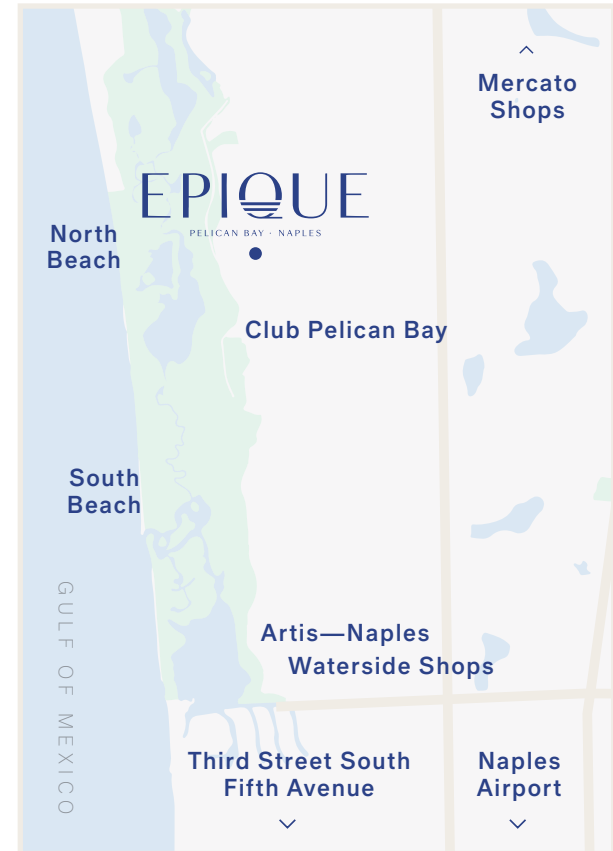 Mercato
Shops
EPIQUE
PELICAN BAY · NAPLES
North
Beach
Club Pelican Bay
South
Beach
GULF OF MEXICO
Artis—Naples
Waterside Shops
Third Street South
Fifth Avenue
Naples
Airport